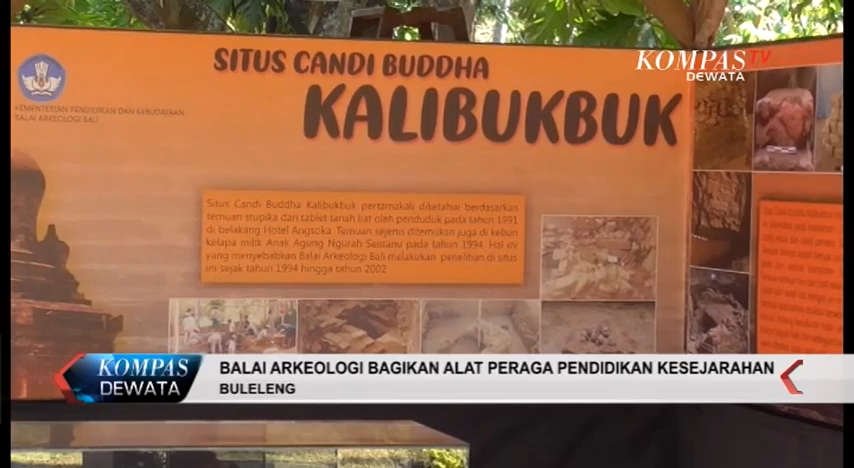 KOMPAS TV
DEWATA
SITUS CANDI BUDDHA
KALIBUKBUK
KEMENTERIAN PENDIDIKAN DAN KEBUDAYAAN
BALAI ARKEOLOGI BALI
Situs Candi Buddha Kalibukbuk pertamakali diketahui berdasarkan
temuan stupika dan tablet tanah liat oleh penduduk pada tahun 1991
di belakang Hotel Angsoka. Temuan sejenis ditemukan juga di kebun
kelapa milik Anak Agung Ngurah Sentanu pada tahun 1994. Hal ini
yang menyebabkan Balai Arkeologi Bali melakukan penelitian di situs
ini sejak tahun 1994 hingga tahun 2002
KOMPAS
DEWATA
BALAI ARKEOLOGI BAGIKAN ALAT PERAGA PENDIDIKAN KESEJARAHAN
BULELENG